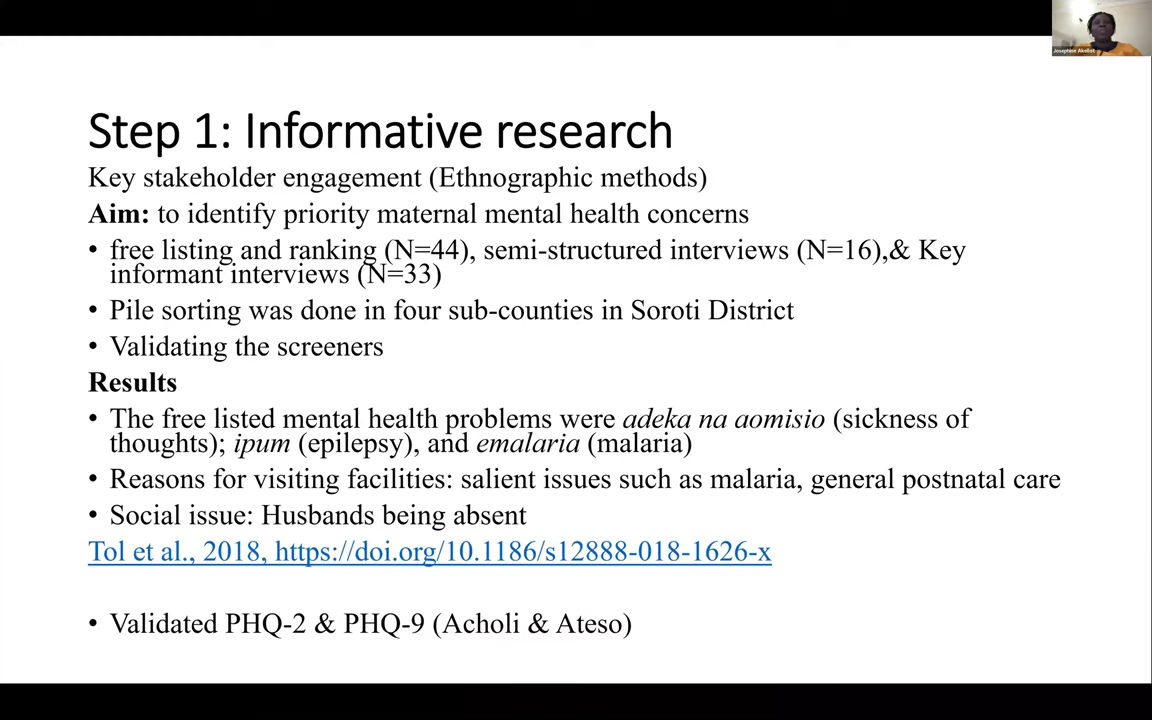 Josephine Akellot
Step 1: Informative research
Key stakeholder engagement (Ethnographic methods)
Aim: to identify priority maternal mental health concerns
• free listing and ranking (N=44), semi-structured interviews (N=16),& Key
informant interviews (N=33)
• Pile sorting was done in four sub-counties in Soroti District
• Validating the screeners
Results
• The free listed mental health problems were adeka na aomisio (sickness of
thoughts); ipum (epilepsy), and emalaria (malaria)
• Reasons for visiting facilities: salient issues such as malaria, general postnatal care
• Social issue: Husbands being absent
Tol et al., 2018, https://doi.org/10.1186/s12888-018-1626-x
• Validated PHQ-2 & PHQ-9 (Acholi & Ateso)